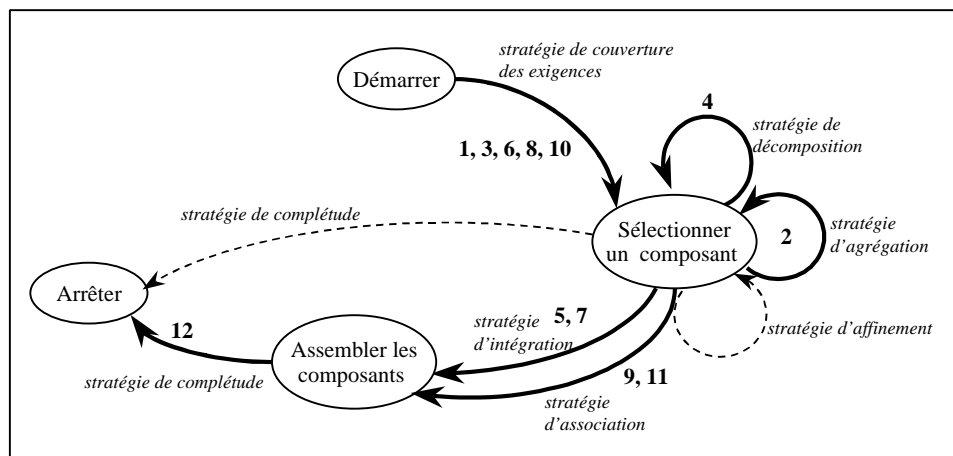 stratégie de couverture
des exigences
Démarrer
4
stratégie de
décomposition
1, 3, 6, 8, 10
stratégie de complétude
Sélectionner
un composant
2
stratégie
d'agrégation
Arrêter
12
5, 7
stratégie
d'intégration
stratégie d'affinement
Assembler les
composants
stratégie de complétude
9, 11
stratégie
d'association